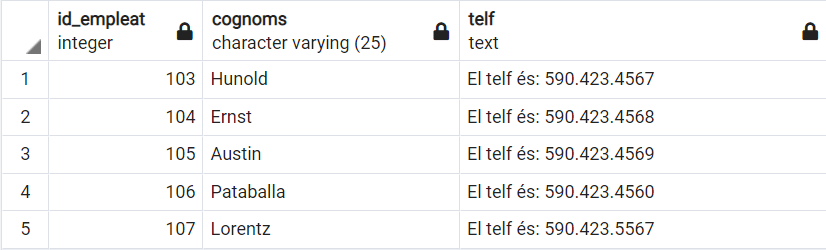 id_empleat cognoms telf
integer character varying (25) text
1 103 Hunold El telf és: 590.423.4567
2 104 Ernst El telf és: 590.423.4568
3 105 Austin El telf és: 590.423.4569
4 106 Pataballa El telf és: 590.423.4560
5 107 Lorentz El telf és: 590.423.5567